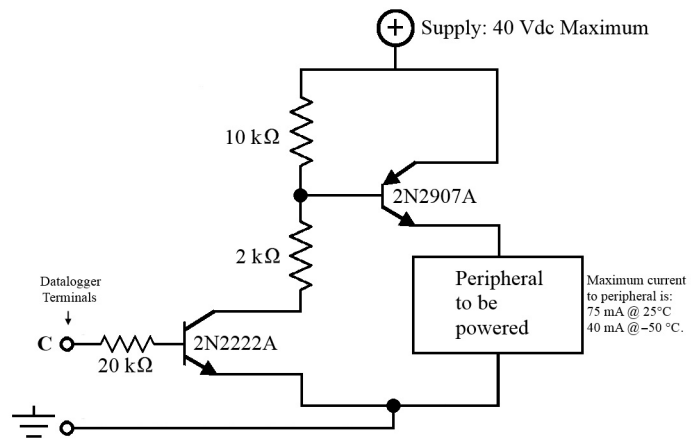 Supply: 40 Vdc Maximum
10 kΩ
2N2907A
2 kΩ
Datalogger
Terminals
Peripheral
to be
powered
Maximum current
to peripheral is:
75 mA @ 25°C
40 mA @–50 °C.
C
2N2222A
20 kΩ